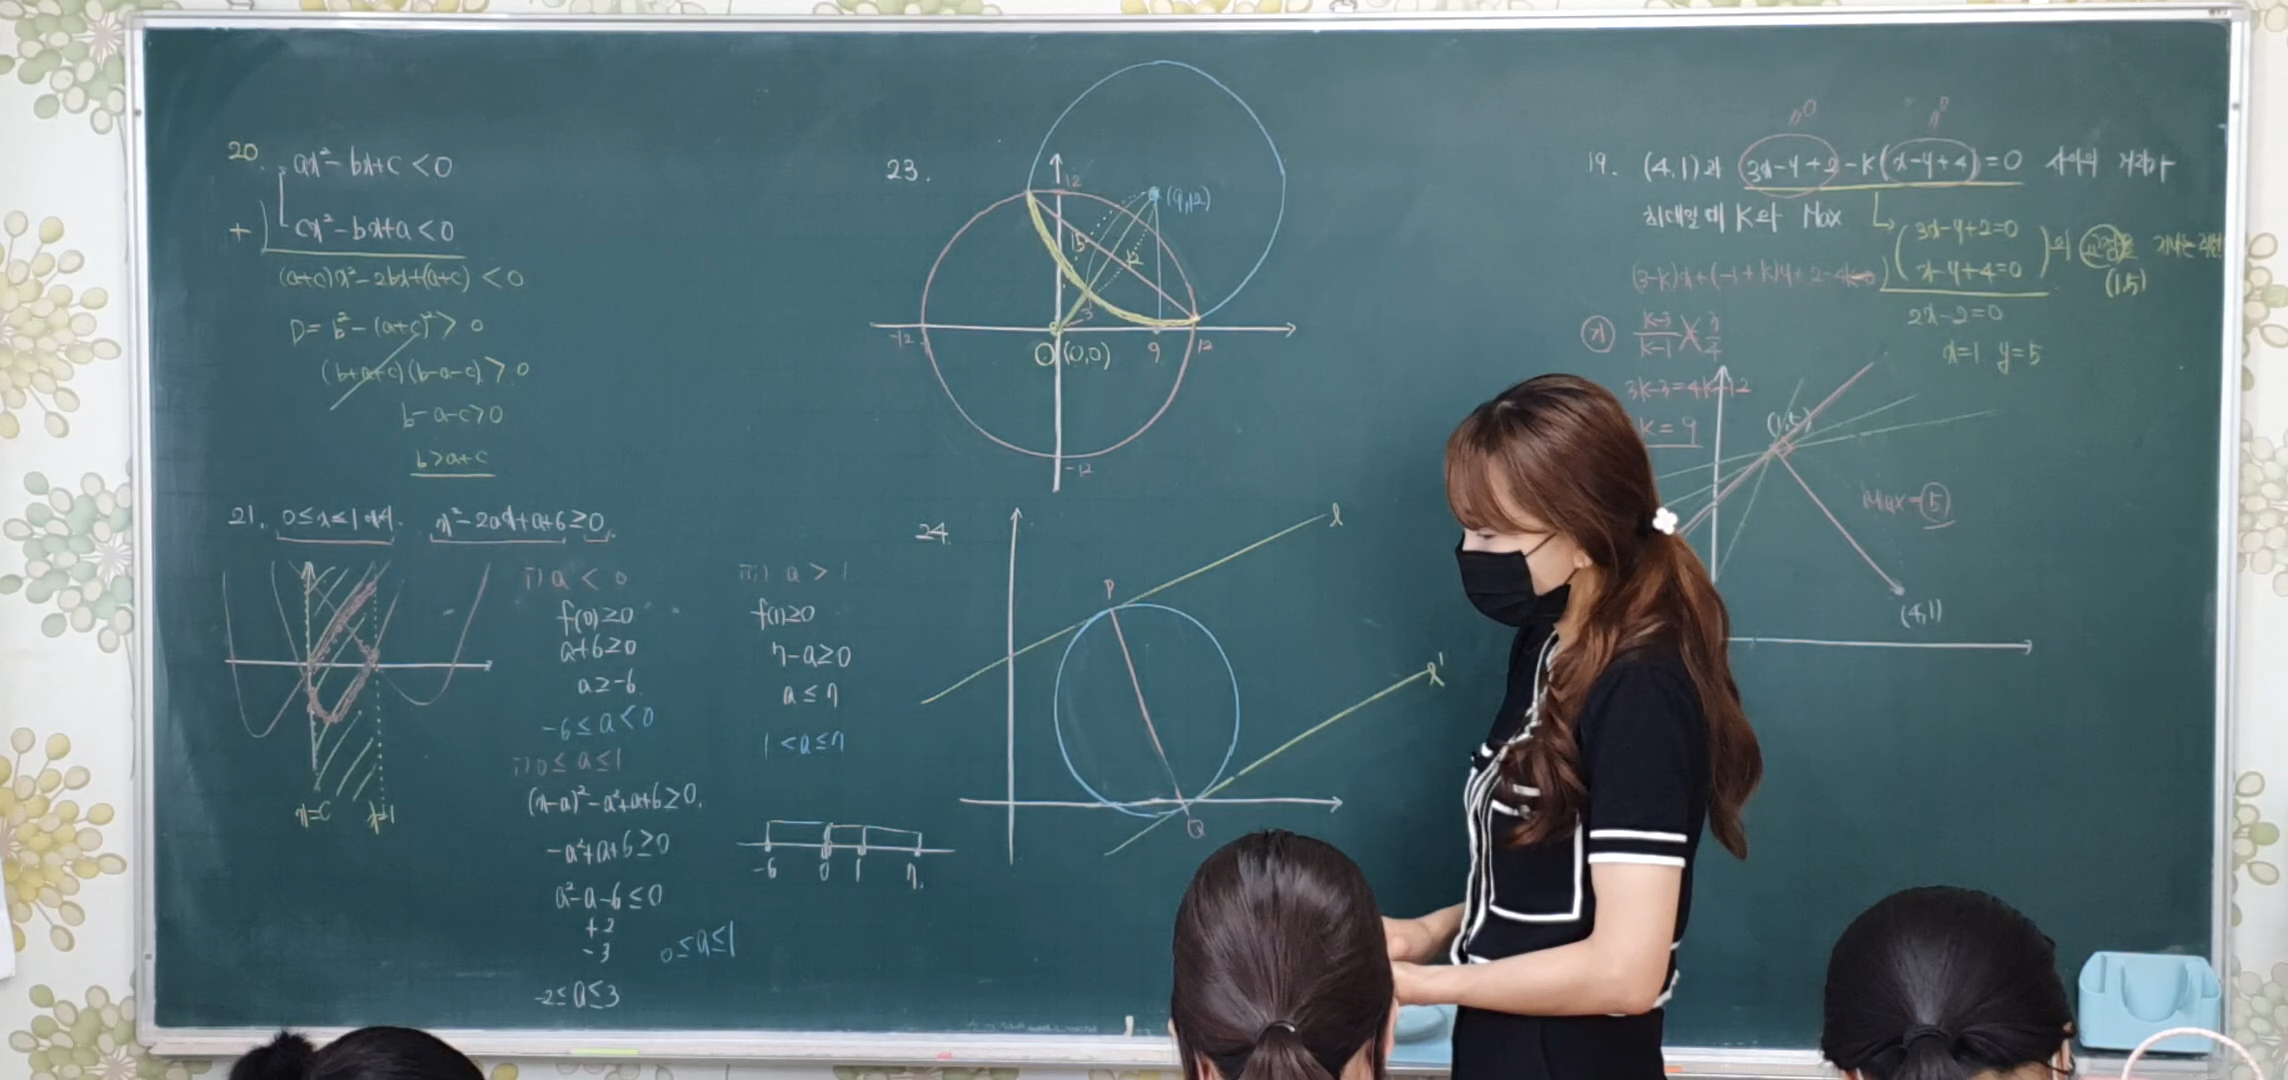 20. ax²-bx+c<0
+ cx²-bx+a<0
(a+c)x²-2bx+(a+c)<0
D= b²-(a+c)²>0
(b+a+c)(b-a-c)>0
b-a-c>0
b>a+c
21. 0≤x≤1 에서. x²-2ax+a+6≥0.
x=1
i) a<0
f(0)≥0
a+6≥0
a≥-6
-6≤a<0
0≤a≤1
(x-a)²-a²+a+6≥0.
-a²+a+6≥0
a²-a-6≤0
+2
-3
0≤a≤1
-2≤a≤3
iii) a>1
f(1)≥0
7-a≥0
a≤7
1<a≤7
-6 0 1 7
23.
12
(9,12)
15
12
3
-12
O (0,0)
9
12
-12
24.
l
P
l'
Q
19. (4,1)과 3x-y+2-k(x-y+4)=0 사이의 거리가
최대일 때 k의 Max
3x-y+2=0
x-y+4=0
의 교점을 지나는 직선
(1,5)
(3-k)x+(-1+k)y+2-4k=0
2x-2=0
x=1 y=5
k-3 3
k-1 4
3k-3=4k-12
k=9
(1,5)
Max=5
(4,1)